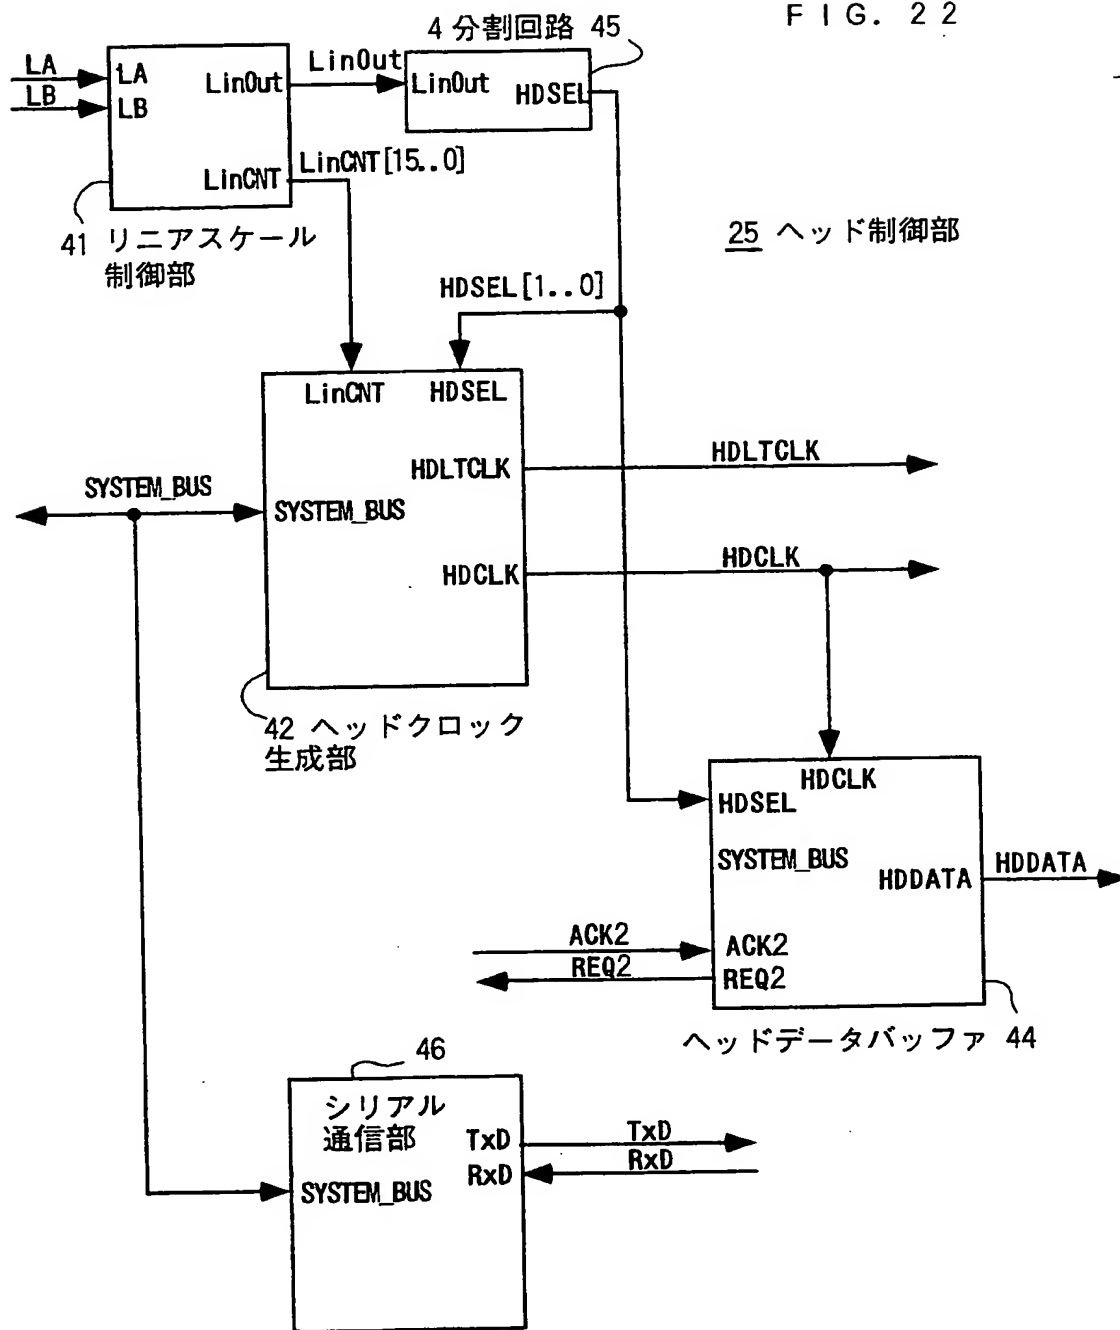 FIG. 22
4分割回路 45
LA
LB
LA
LB
LinOut
LinCNT
LinOut
LinOut
HDSEL
LinCNT[15..0]
41 リニアスケール
制御部
25 ヘッド制御部
HDSEL[1..0]
LinCNT
HDSEL
HDLTCLK
HDLTCLK
SYSTEM_BUS
SYSTEM_BUS
HDCLK
HDCLK
42 ヘッドクロック
生成部
HDCLK
HDSEL
SYSTEM_BUS
HDDATA
HDDATA
ACK2
ACK2
REQ2
REQ2
ヘッドデータバッファ 44
46
シリアル
通信部
TxD
TxD
RxD
RxD
SYSTEM_BUS